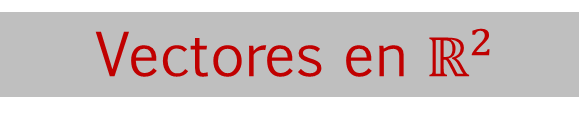 Vectores en ℝ²